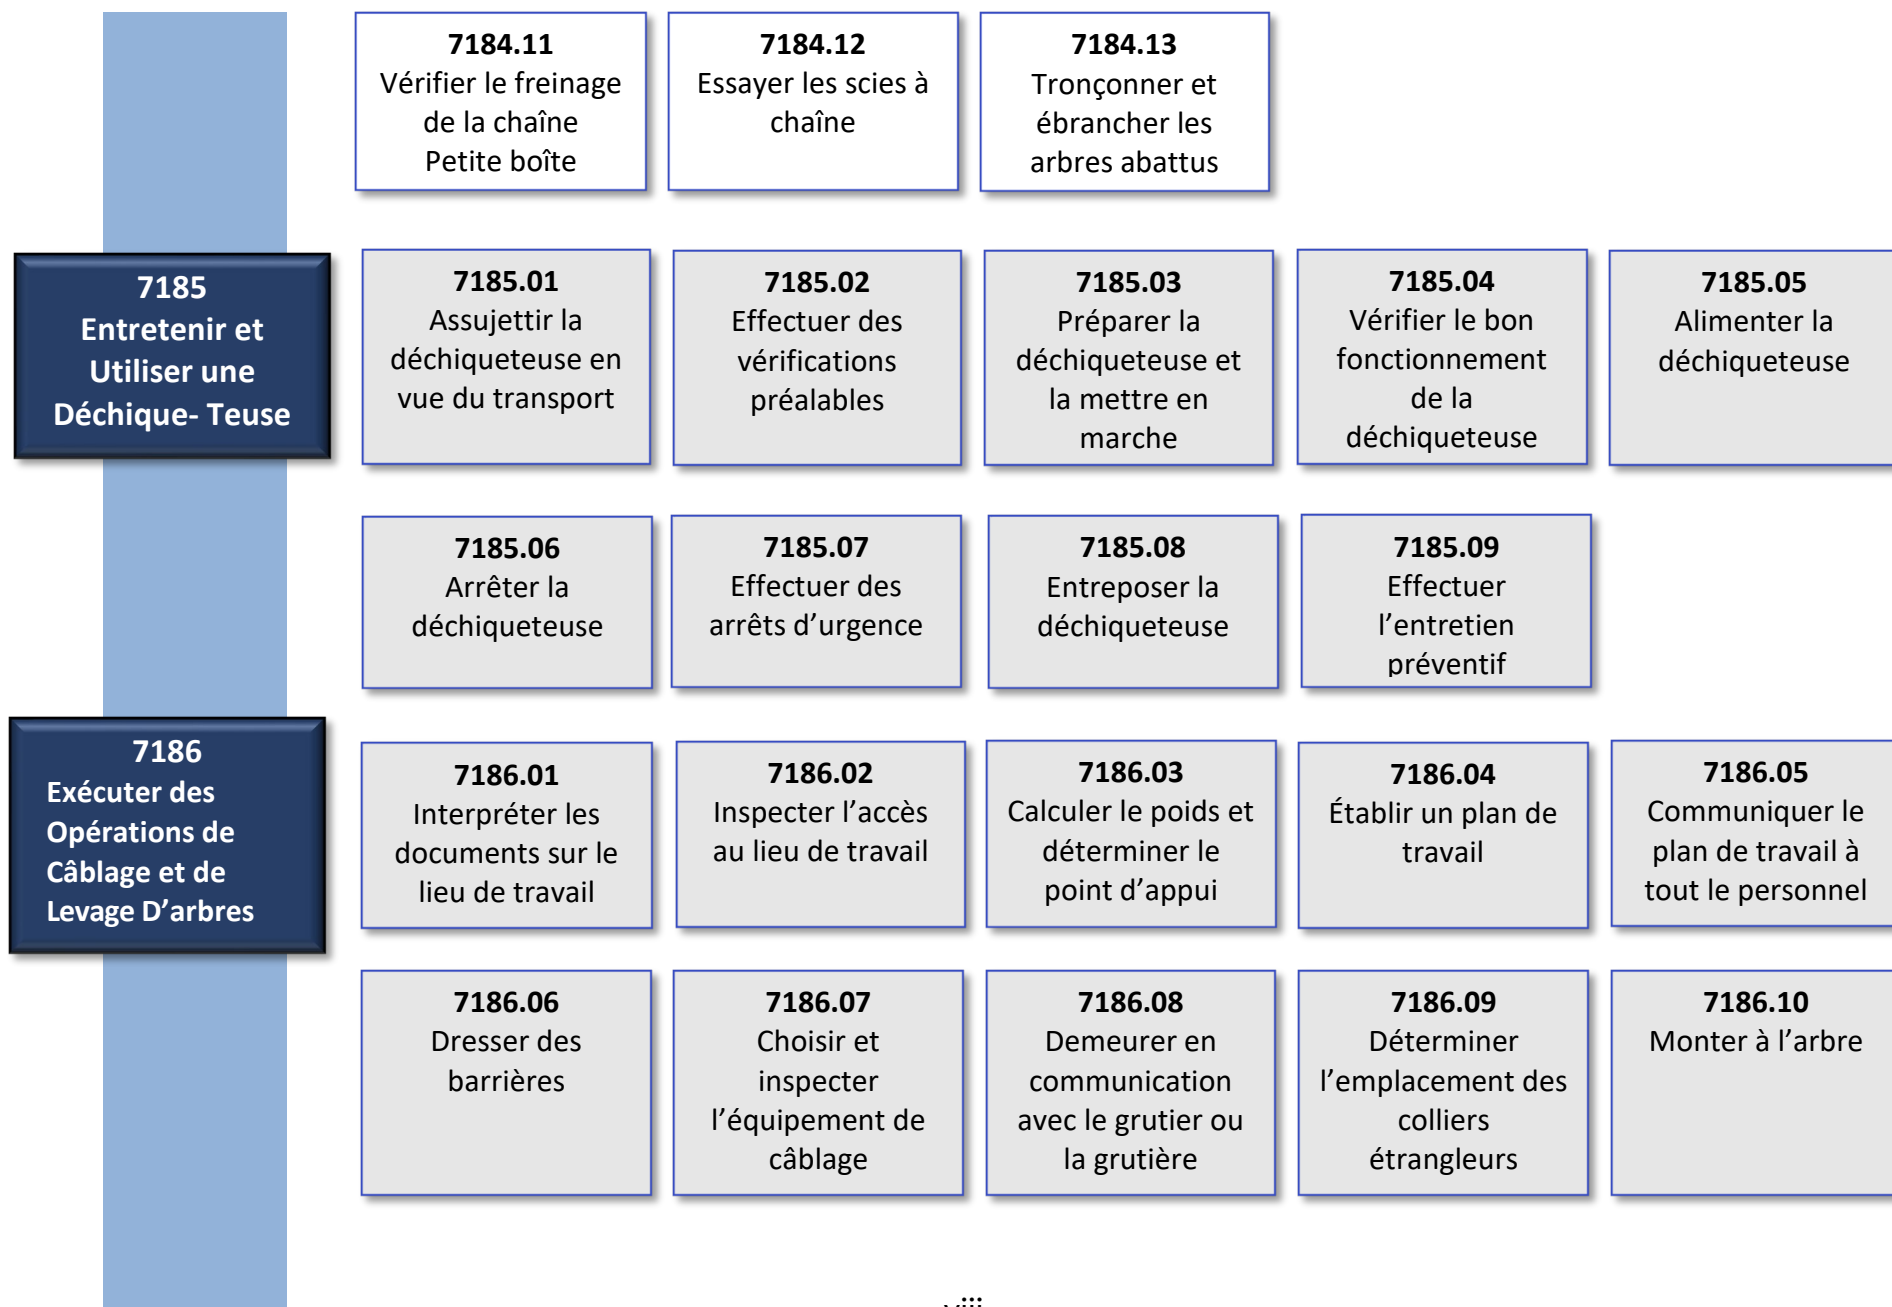 7184.11
Vérifier le freinage
de la chaîne
Petite boîte
7184.12
Essayer les scies à
chaîne
7184.13
Tronçonner et
ébrancher les
arbres abattus
7185
Entretenir et
Utiliser une
Déchique- Teuse
7185.01
Assujettir la
déchiqueteuse en
vue du transport
7185.02
Effectuer des
vérifications
préalables
7185.03
Préparer la
déchiqueteuse et
la mettre en
marche
7185.04
Vérifier le bon
fonctionnement
de la
déchiqueteuse
7185.05
Alimenter la
déchiqueteuse
7185.06
Arrêter la
déchiqueteuse
7185.07
Effectuer des
arrêts d’urgence
7185.08
Entreposer la
déchiqueteuse
7185.09
Effectuer
l’entretien
préventif
7186
Exécuter des
Opérations de
Câblage et de
Levage D’arbres
7186.01
Interpréter les
documents sur le
lieu de travail
7186.02
Inspecter l’accès
au lieu de travail
7186.03
Calculer le poids et
déterminer le
point d’appui
7186.04
Établir un plan de
travail
7186.05
Communiquer le
plan de travail à
tout le personnel
7186.06
Dresser des
barrières
7186.07
Choisir et
inspecter
l’équipement de
câblage
7186.08
Demeurer en
communication
avec le grutier ou
la grutière
7186.09
Déterminer
l’emplacement des
colliers
étrangleurs
7186.10
Monter à l’arbre
viii